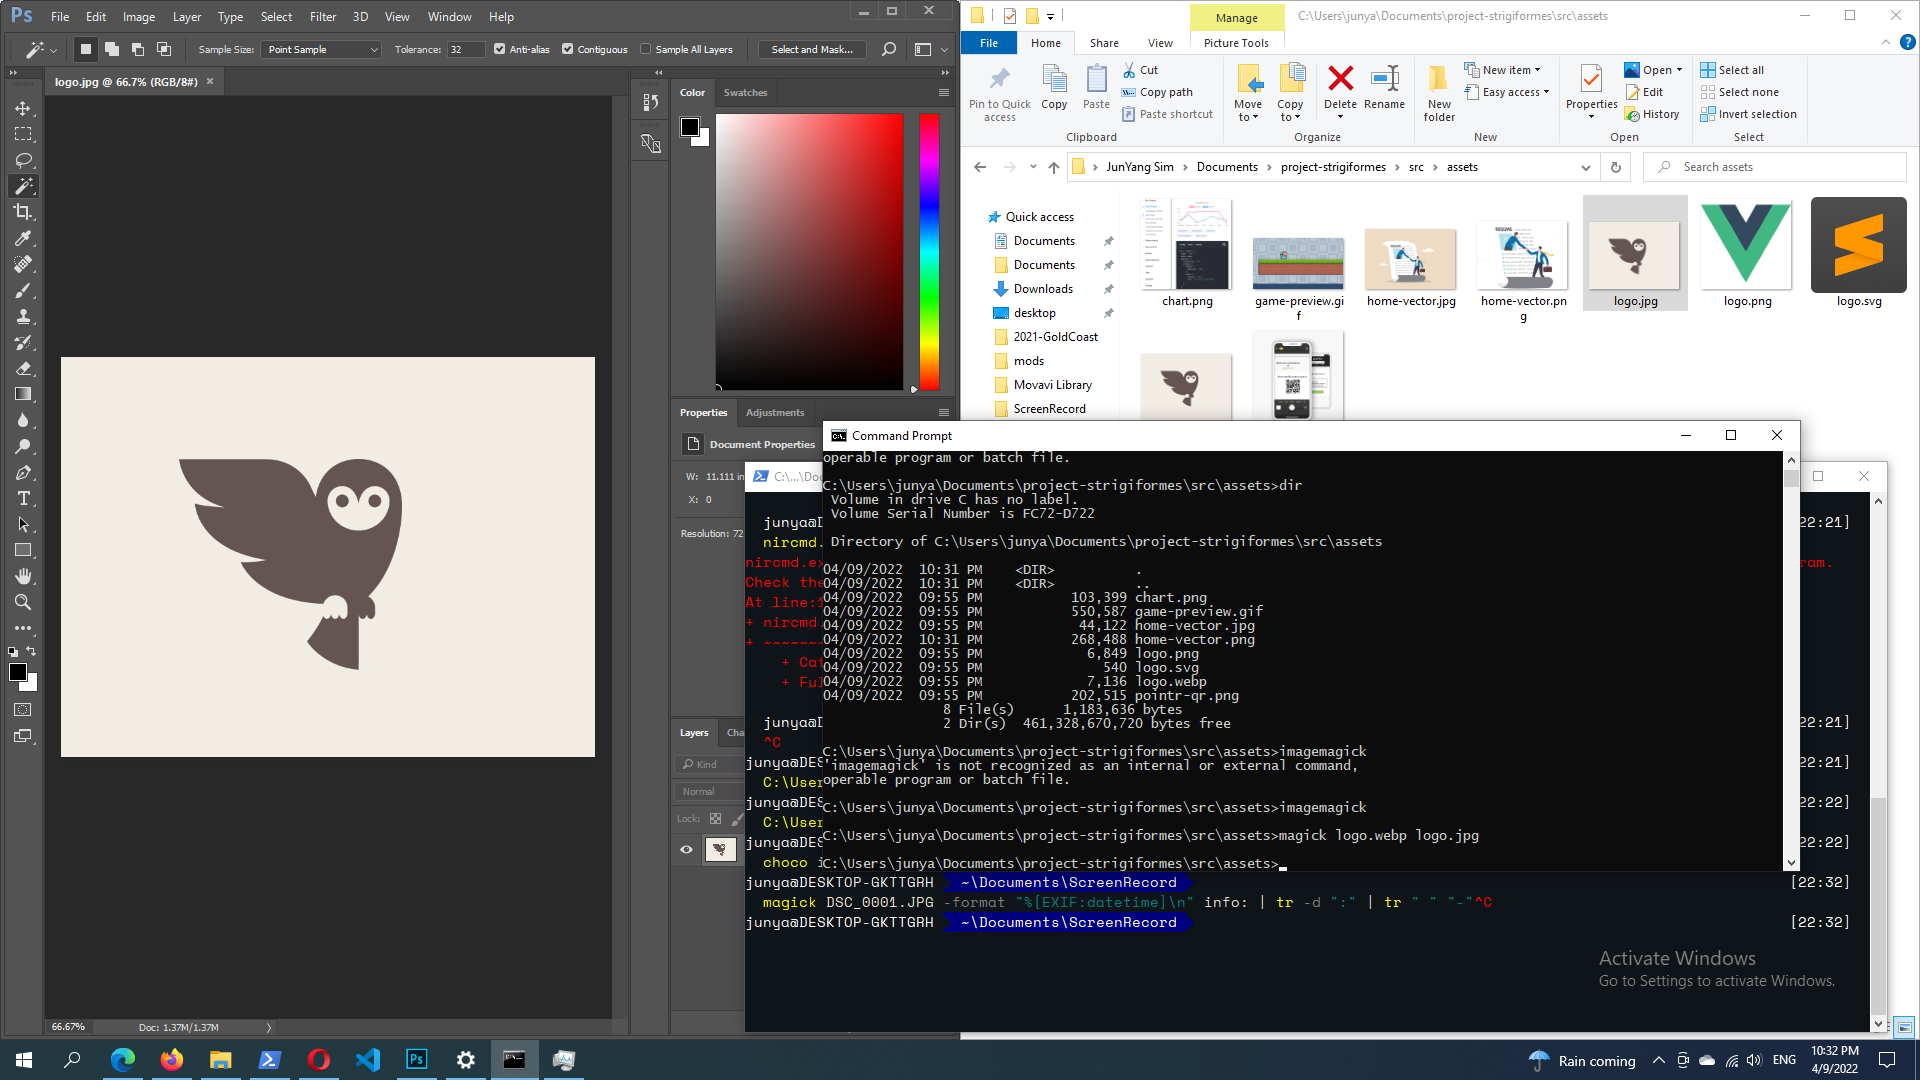 Ps File Edit Image Layer Type Select Filter 3D View Window Help
Sample Size: Point Sample Tolerance: 32 Anti-alias Contiguous Sample All Layers Select and Mask...
logo.jpg @ 66.7% (RGB/8#)
Color Swatches
Properties Adjustments
Document Properties
W: 11.111 in
X: 0
Resolution: 72
Layers Cha
Kind
Normal
Lock:
66.67% Doc: 1.37M/1.37M
Manage
C:\Users\junya\Documents\project-strigiformes\src\assets
File Home Share View Picture Tools
Pin to Quick access
Copy
Paste
Cut
Copy path
Paste shortcut
Clipboard
Move to
Copy to
Delete
Rename
Organize
New folder
New item
Easy access
New
Properties
Open
Edit
History
Open
Select all
Select none
Invert selection
Select
JunYang Sim Documents project-strigiformes src assets
Search assets
Quick access
Documents
Documents
Downloads
desktop
2021-GoldCoast
mods
Movavi Library
ScreenRecord
chart.png
game-preview.gi
f
home-vector.jpg
home-vector.pn
g
logo.jpg
logo.png
logo.svg
Command Prompt
operable program or batch file.
C:\Users\junya\Documents\project-strigiformes\src\assets>dir
Volume in drive C has no label.
Volume Serial Number is FC72-D722
Directory of C:\Users\junya\Documents\project-strigiformes\src\assets
04/09/2022 10:31 PM <DIR> .
04/09/2022 10:31 PM <DIR> ..
04/09/2022 09:55 PM 103,399 chart.png
04/09/2022 09:55 PM 550,587 game-preview.gif
04/09/2022 09:55 PM 44,122 home-vector.jpg
04/09/2022 10:31 PM 268,488 home-vector.png
04/09/2022 09:55 PM 6,849 logo.png
04/09/2022 09:55 PM 540 logo.svg
04/09/2022 09:55 PM 7,136 logo.webp
04/09/2022 09:55 PM 202,515 pointr-qr.png
8 File(s) 1,183,636 bytes
2 Dir(s) 461,328,670,720 bytes free
C:\Users\junya\Documents\project-strigiformes\src\assets>imagemagick
'imagemagick' is not recognized as an internal or external command,
operable program or batch file.
C:\Users\junya\Documents\project-strigiformes\src\assets>imagemagick
C:\Users\junya\Documents\project-strigiformes\src\assets>magick logo.webp logo.jpg
C:\Users\junya\Documents\project-strigiformes\src\assets>
C:\...\Doc
junya@DES 22:21]
nircmd.
nircmd.ex ram.
Check the
At line:1
+ nircmd.
+ ~~~~~~~
+ Cat
+ Ful
junya@DES 22:21]
^C
junya@DES 22:21]
C:\User
junya@DES 22:22]
C:\User
junya@DES 22:22]
choco i
junya@DESKTOP-GKTTGRH ~\Documents\ScreenRecord [22:32]
magick DSC_0001.JPG -format "%[EXIF:datetime]\n" info: | tr -d ":" | tr " " "-"^C
junya@DESKTOP-GKTTGRH ~\Documents\ScreenRecord [22:32]
Activate Windows
Go to Settings to activate Windows.
Rain coming ENG
10:32 PM
4/9/2022